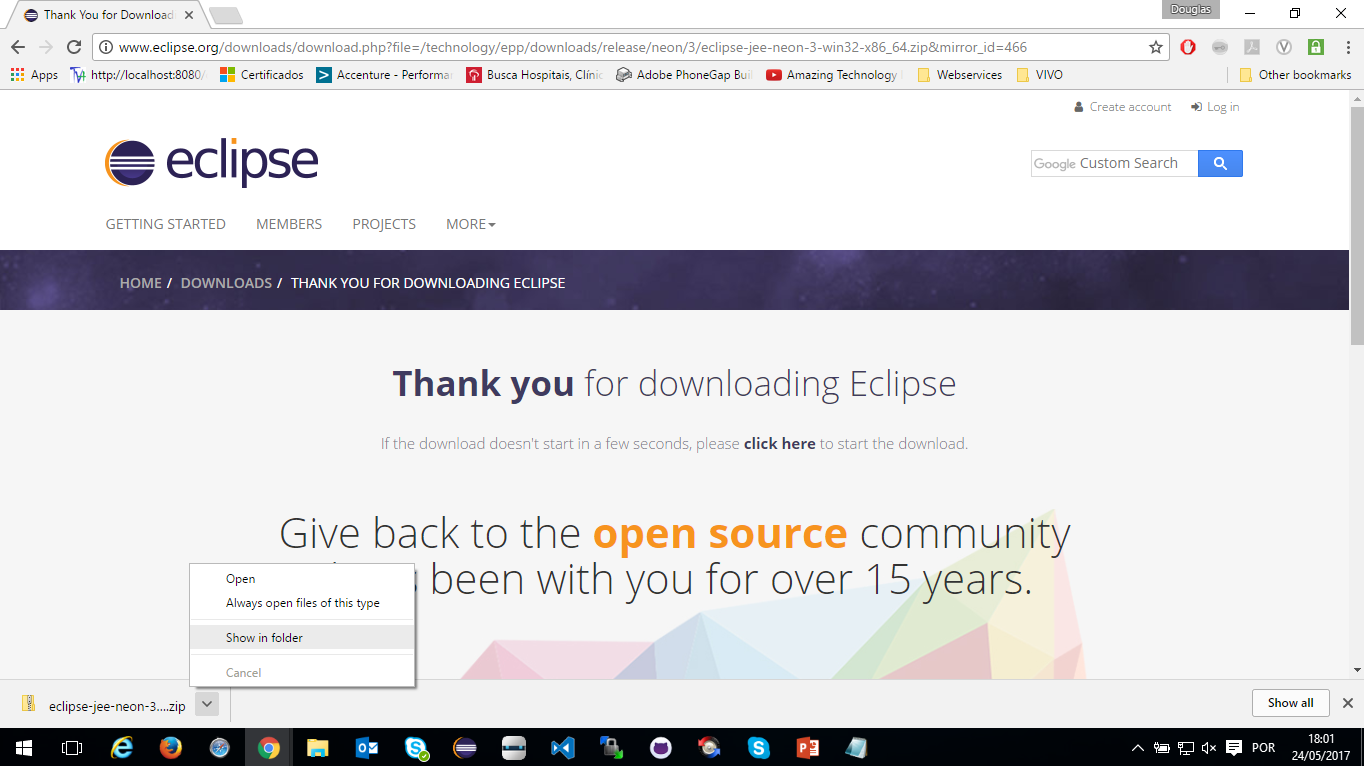 Thank You for Download
Douglas
www.eclipse.org/downloads/download.php?file=/technology/epp/downloads/release/neon/3/eclipse-jee-neon-3-win32-x86_64.zip&mirror_id=466
Apps
http://localhost:8080/
Certificados
Accenture - Performa
Busca Hospitais, Clínic
Adobe PhoneGap Bui
Amazing Technology
Webservices
VIVO
Other bookmarks
Create account
Log in
eclipse
Google Custom Search
GETTING STARTED
MEMBERS
PROJECTS
MORE
HOME / DOWNLOADS / THANK YOU FOR DOWNLOADING ECLIPSE
Thank you for downloading Eclipse
If the download doesn't start in a few seconds, please click here to start the download.
Give back to the open source community
been with you for over 15 years.
Open
Always open files of this type
Show in folder
Cancel
eclipse-jee-neon-3....zip
Show all
POR
18:01
24/05/2017